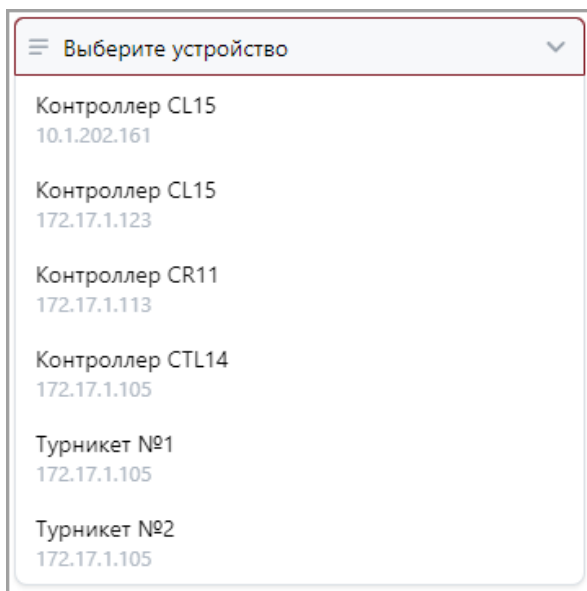 Выберите устройство
Контроллер CL15
10.1.202.161
Контроллер CL15
172.17.1.123
Контроллер CR11
172.17.1.113
Контроллер CTL14
172.17.1.105
Турникет №1
172.17.1.105
Турникет №2
172.17.1.105